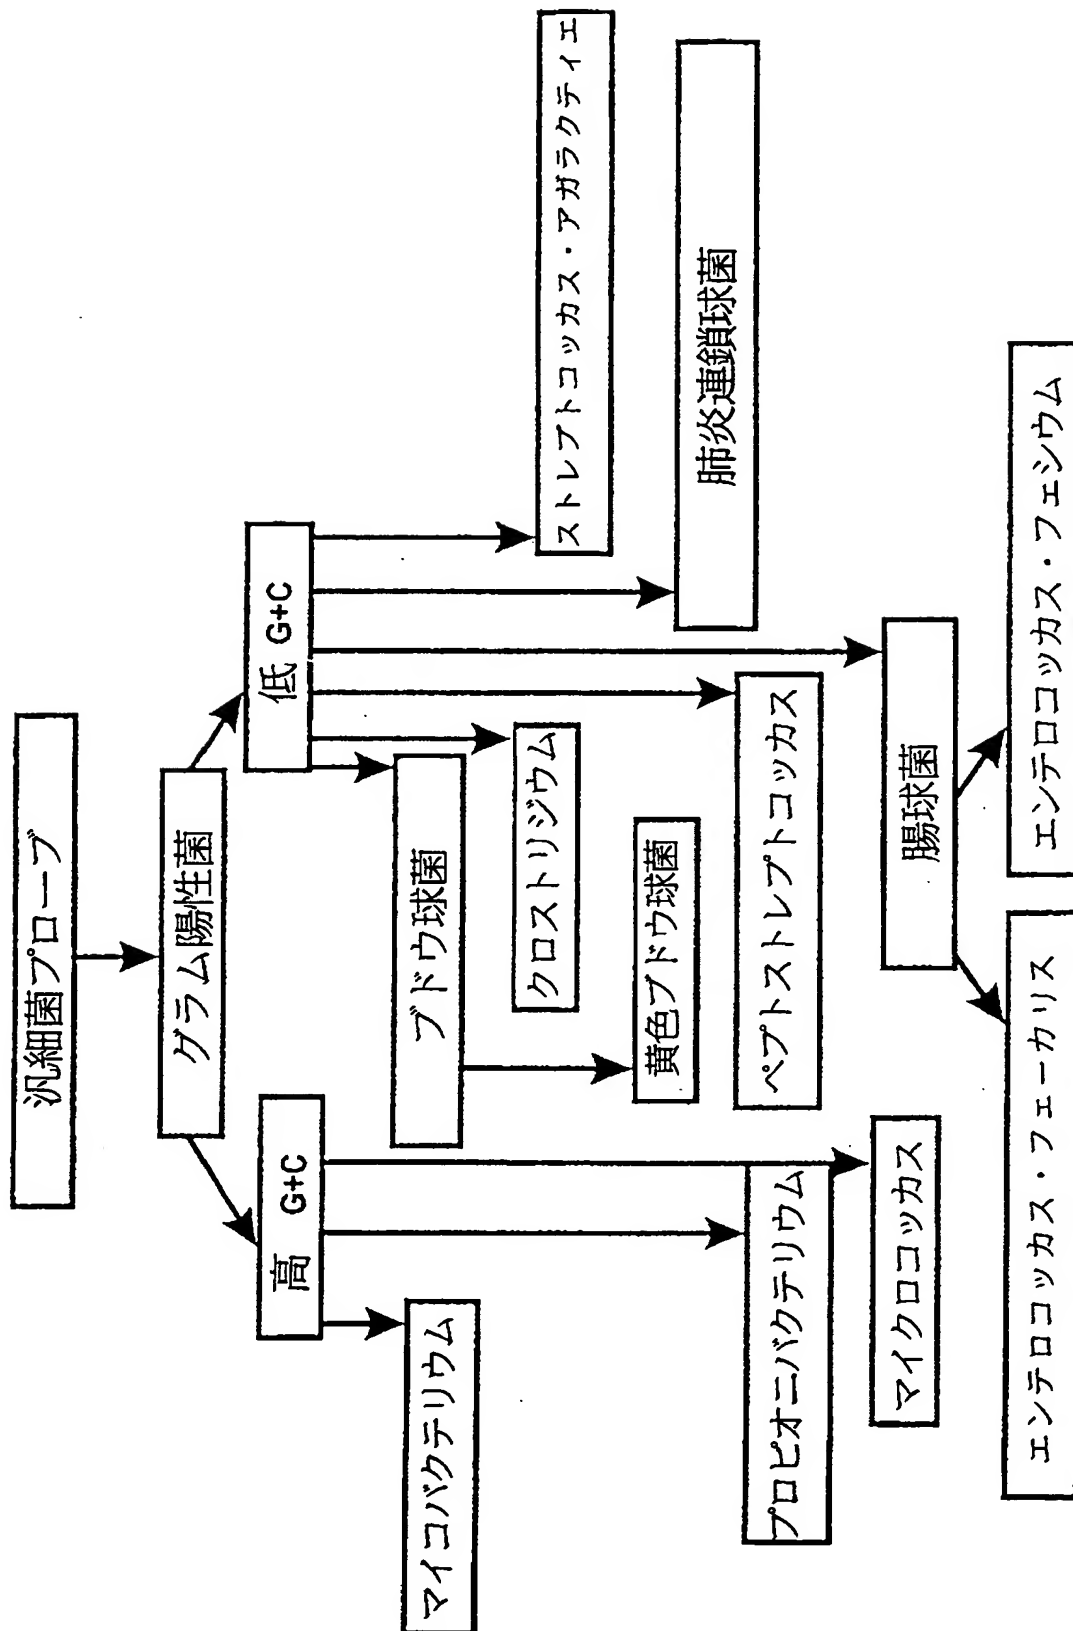 汎細菌プローブ
グラム陽性菌
高 G+C
低 G+C
マイコバクテリウム
プロピオニバクテリウム
マイクロコッカス
ブドウ球菌
黄色ブドウ球菌
クロストリジウム
ペプトストレプトコッカス
腸球菌
エンテロコッカス・フェーカリス
エンテロコッカス・フェシウム
肺炎連鎖球菌
ストレプトコッカス・アガラクティエ